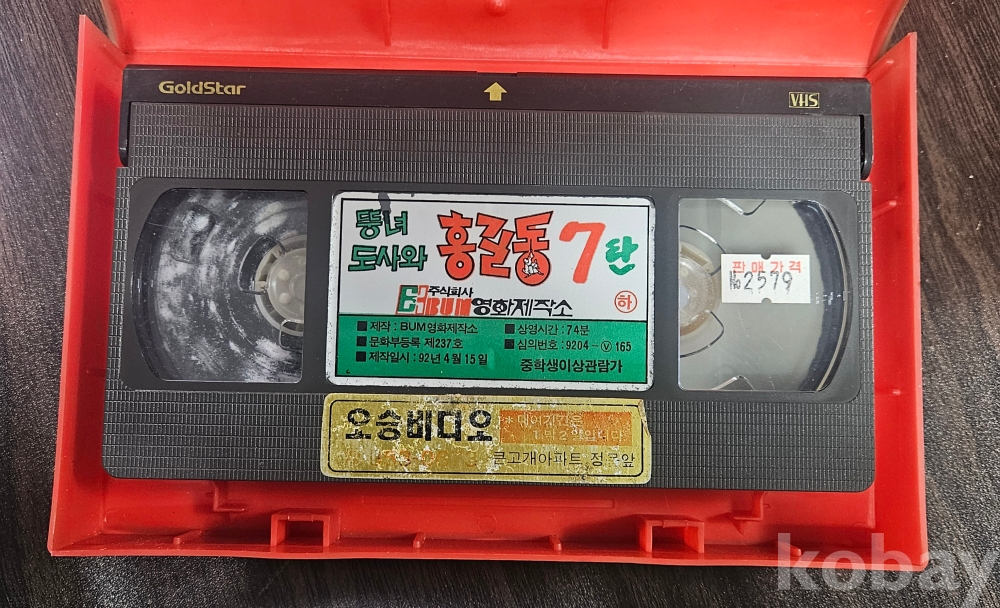 GoldStar
VHS
뚱녀
도사와 홍길동 7단
주식회사
BUM영화제작소 하
■ 제작 : BUM영화제작소
■ 문화부등록 제237호
■ 제작일시 : 92년 4월 15일
■ 상영시간 : 74분
■ 심의번호 : 9204-Ⓥ165
중학생이상관람가
판매가격
№2579
오승비디오
큰고개아파트 정문앞
kobay